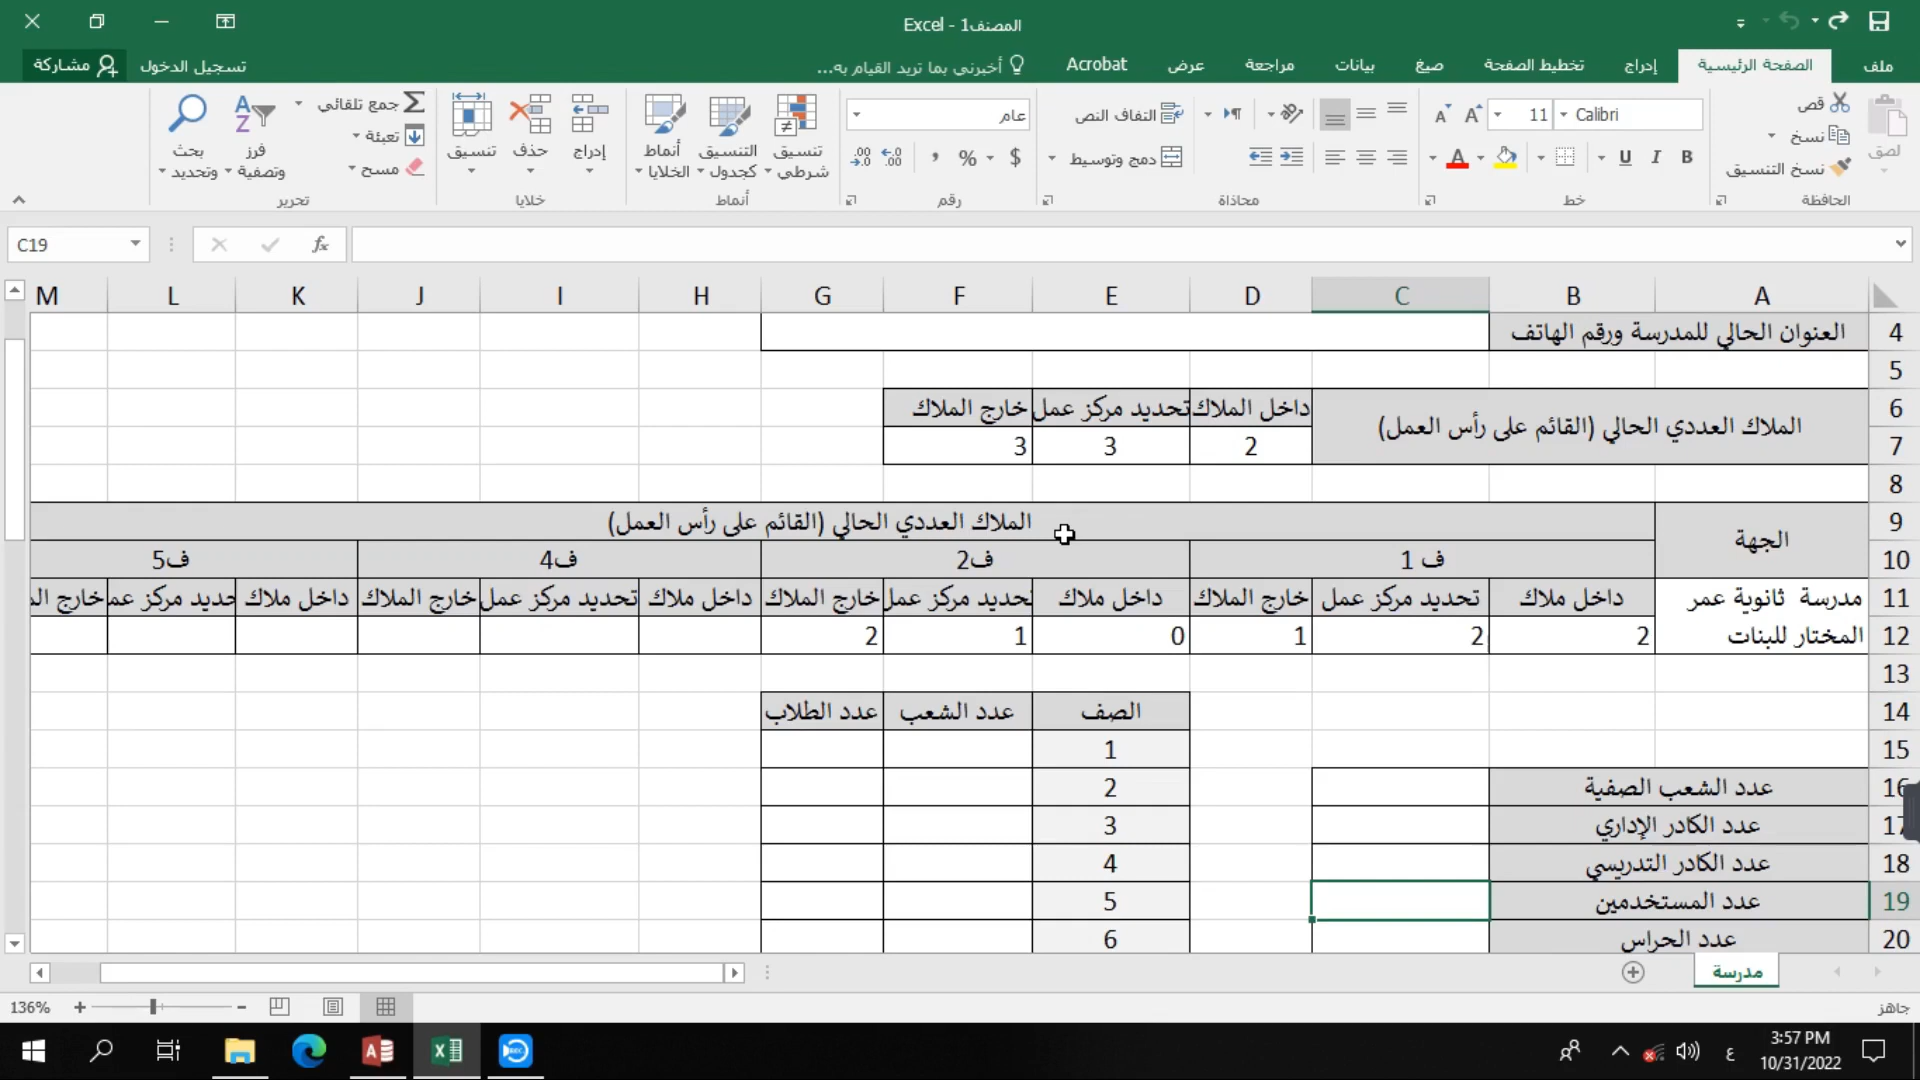 المصنف1 - Excel
ملف
الصفحة الرئيسية
إدراج
تخطيط الصفحة
صيغ
بيانات
مراجعة
عرض
Acrobat
أخبرني بما تريد القيام به...
تسجيل الدخول
مشاركة
لصق
قص
نسخ
نسخ التنسيق
الحافظة
Calibri
11
B I U
خط
التفاف النص
دمج وتوسيط
محاذاة
عام
$ % ,
رقم
تنسيق شرطي
التنسيق كجدول
أنماط الخلايا
أنماط
إدراج
حذف
تنسيق
خلايا
جمع تلقائي
تعبئة
مسح
فرز وتصفية
بحث وتحديد
تحرير
C19
fx
A B C D E F G H I J K L M
4 العنوان الحالي للمدرسة ورقم الهاتف
5
6 الملاك العددي الحالي (القائم على رأس العمل) داخل الملاك تحديد مركز عمل خارج الملاك
7 2 3 3
8
9 الجهة الملاك العددي الحالي (القائم على رأس العمل)
10 ف 1 ف2 ف4 ف5
11 مدرسة ثانوية عمر داخل ملاك تحديد مركز عمل خارج الملاك داخل ملاك تحديد مركز عمل خارج الملاك داخل ملاك تحديد مركز عمل خارج الملاك داخل ملاك
12 المختار للبنات 2 2 1 0 1 2
13
14 الصف عدد الشعب عدد الطلاب
15 1
16 عدد الشعب الصفية 2
17 عدد الكادر الإداري 3
18 عدد الكادر التدريسي 4
19 عدد المستخدمين 5
20 عدد الحراس 6
مدرسة
جاهز
136%
REC
ع
3:57 PM
10/31/2022